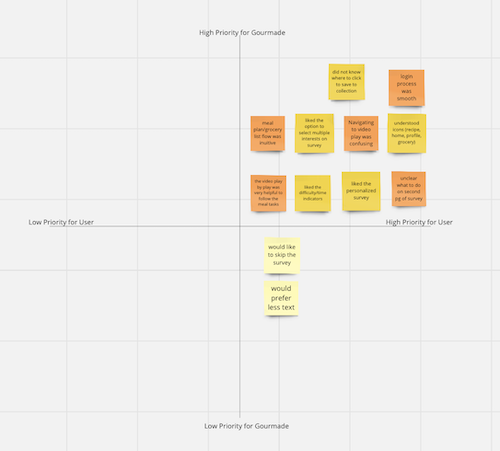 High Priority for Gourmade
did not know
where to click
to save to
collection
login
process
was
smooth
meal
plan/grocery
list flow was
inutive
liked the
option to
select multiple
interests on
survey
Navigating
to video
play was
confusing
understood
icons (recipe,
home, profile,
grocery)
the video play
by play was
very helpful to
follow the
meal tasks
liked the
difficulty/time
indicators
liked the
personalized
survey
unclear
what to do
on second
pg of survey
Low Priority for User
High Priority for User
would like
to skip the
survey
would
prefer
less text
Low Priority for Gourmade